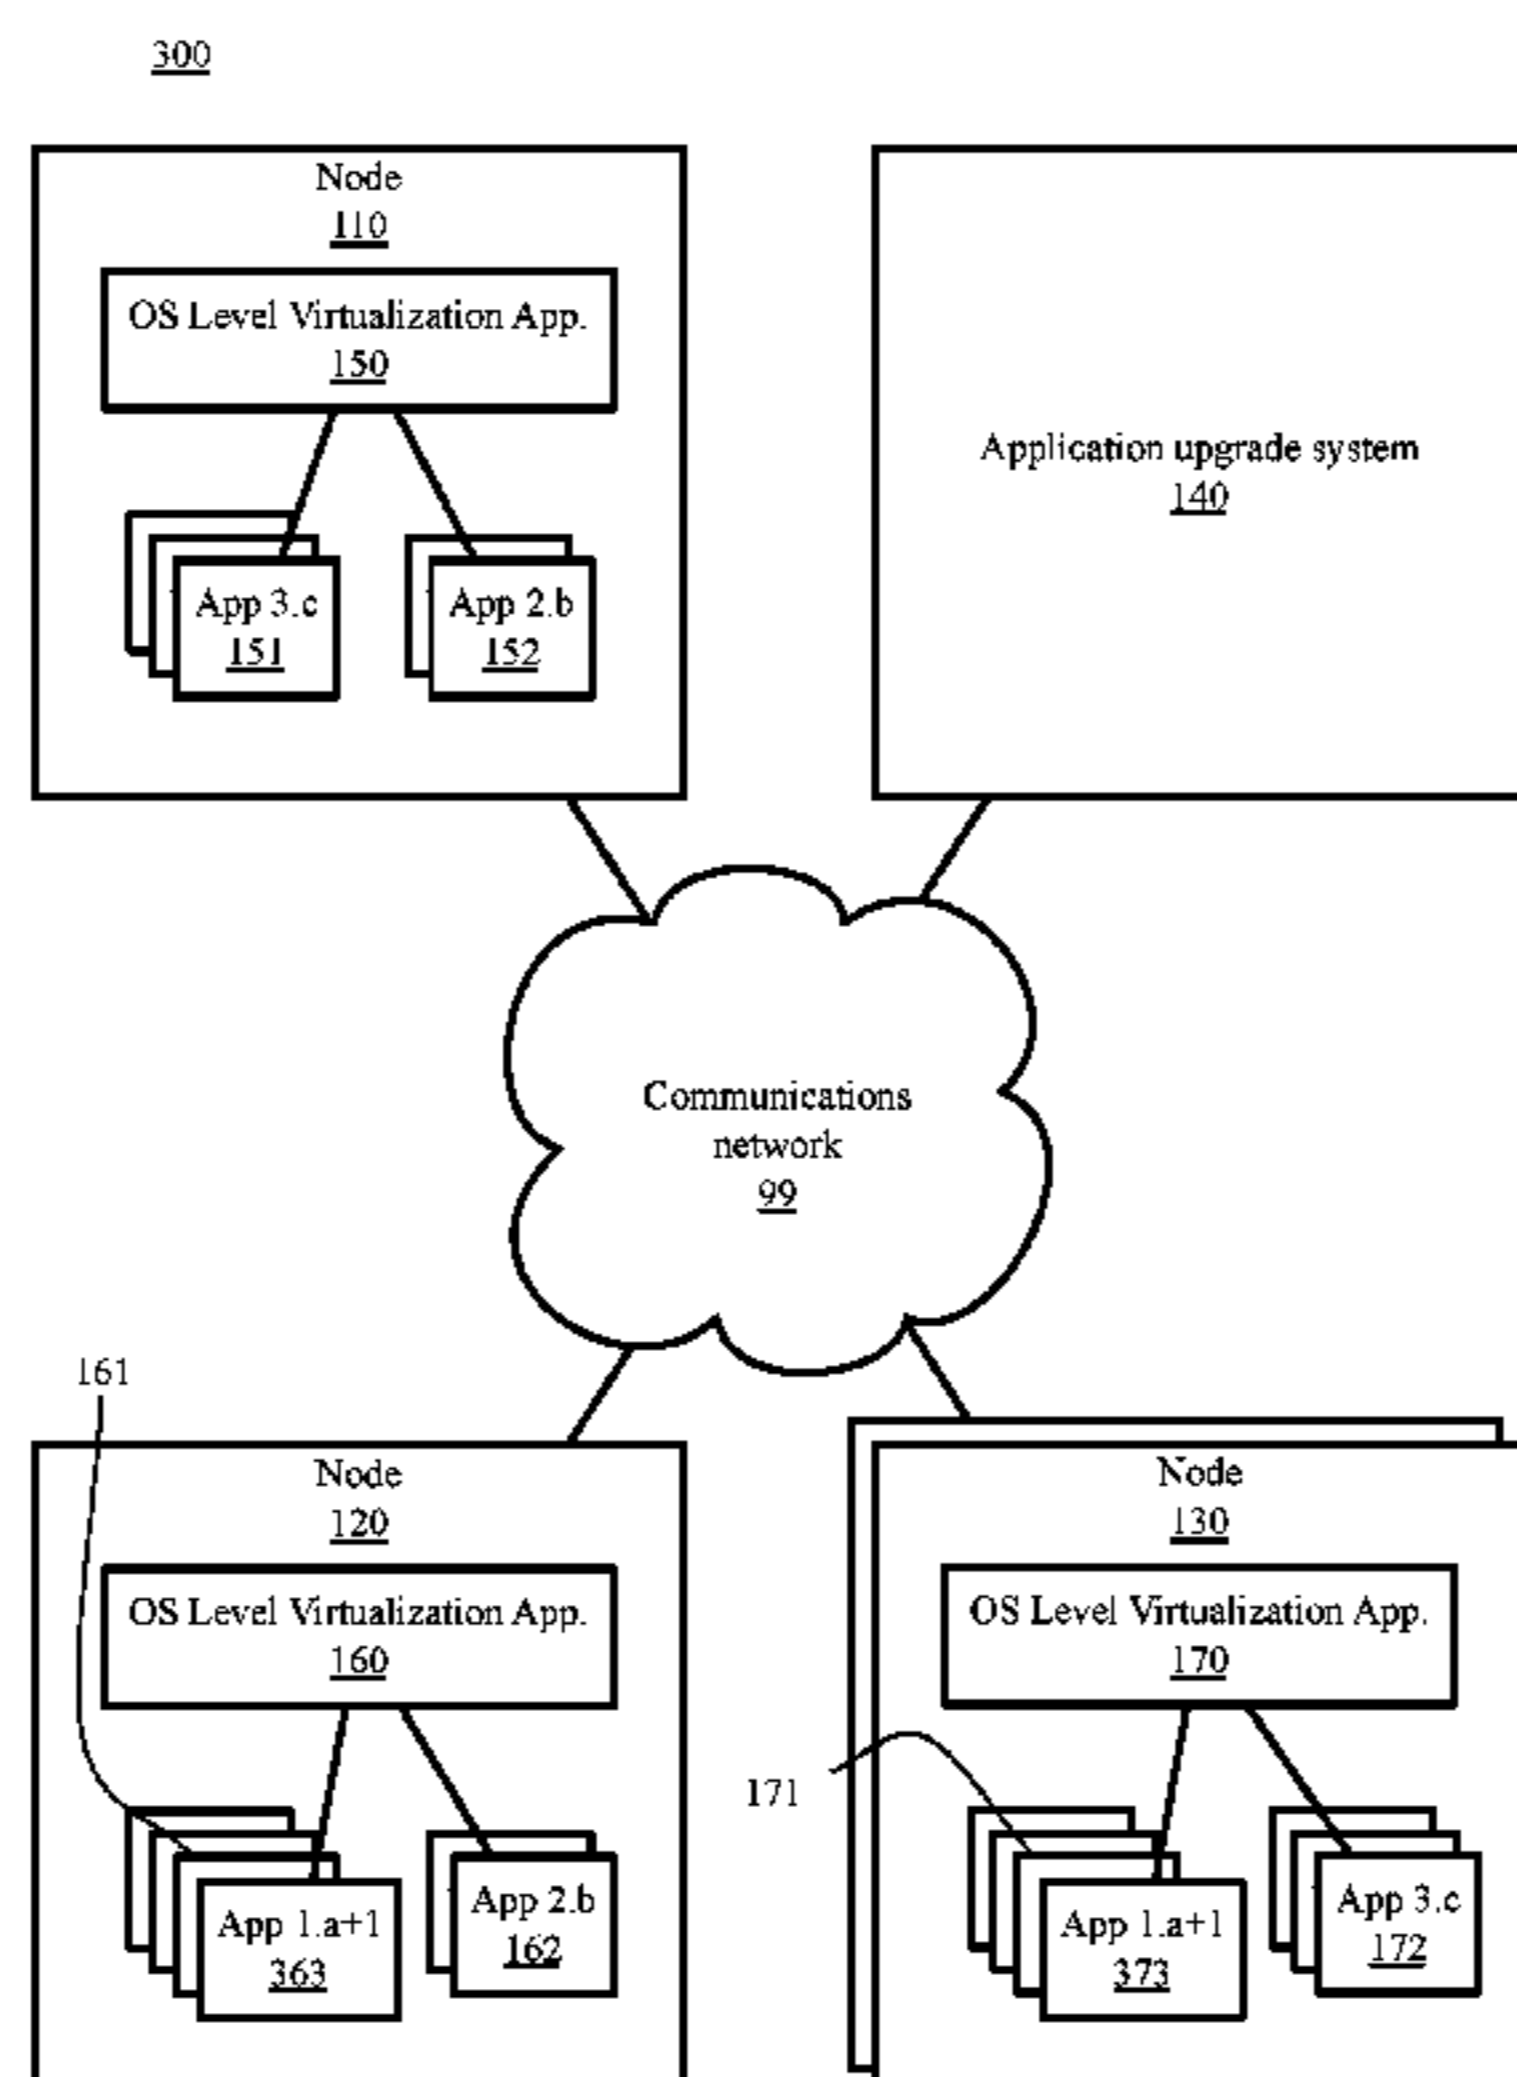 300
Node
110
OS Level Virtualization App.
150
App 3.c
151
App 2.b
152
Application upgrade system
140
Communications
network
99
161
Node
120
OS Level Virtualization App.
160
App 1.a+1
363
App 2.b
162
171
Node
130
OS Level Virtualization App.
170
App 1.a+1
373
App 3.c
172